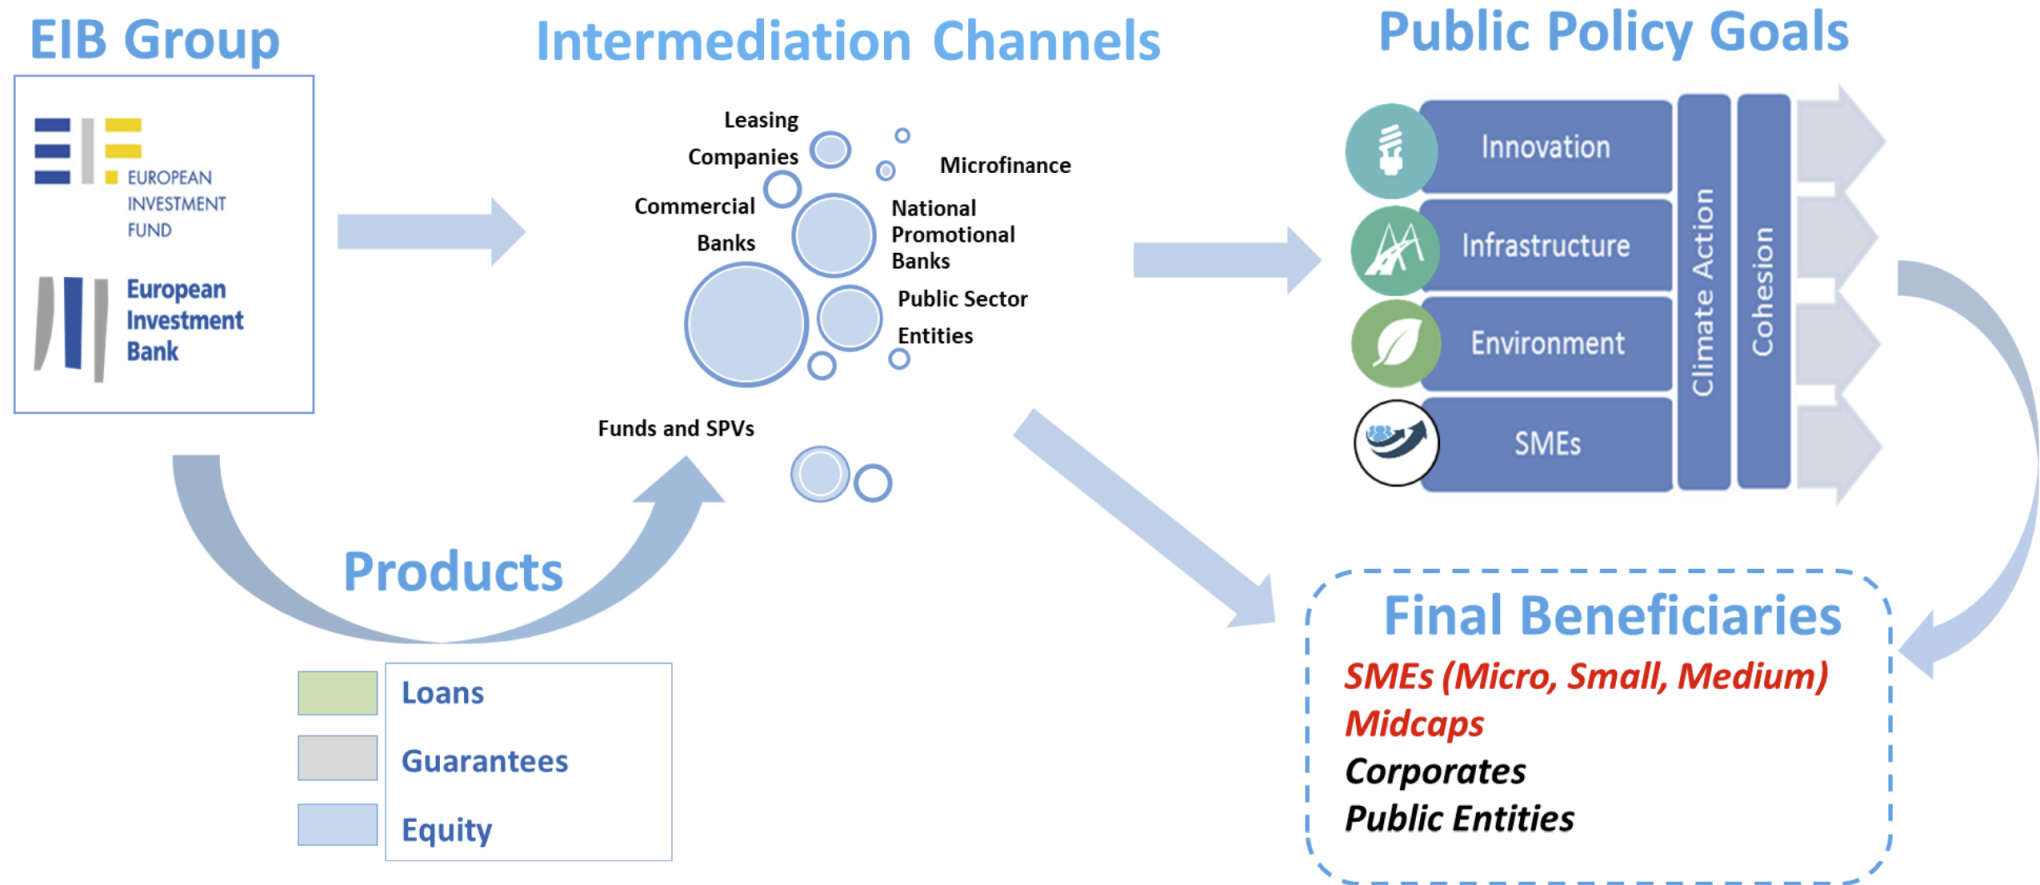 EIB Group
EUROPEAN
INVESTMENT
FUND
European
Investment
Bank
Intermediation Channels
Leasing
Companies
Microfinance
Commercial
Banks
National
Promotional
Banks
Public Sector
Entities
Funds and SPVs
Products
Loans
Guarantees
Equity
Public Policy Goals
Innovation
Infrastructure
Environment
SMEs
Climate Action
Cohesion
Final Beneficiaries
SMEs (Micro, Small, Medium)
Midcaps
Corporates
Public Entities